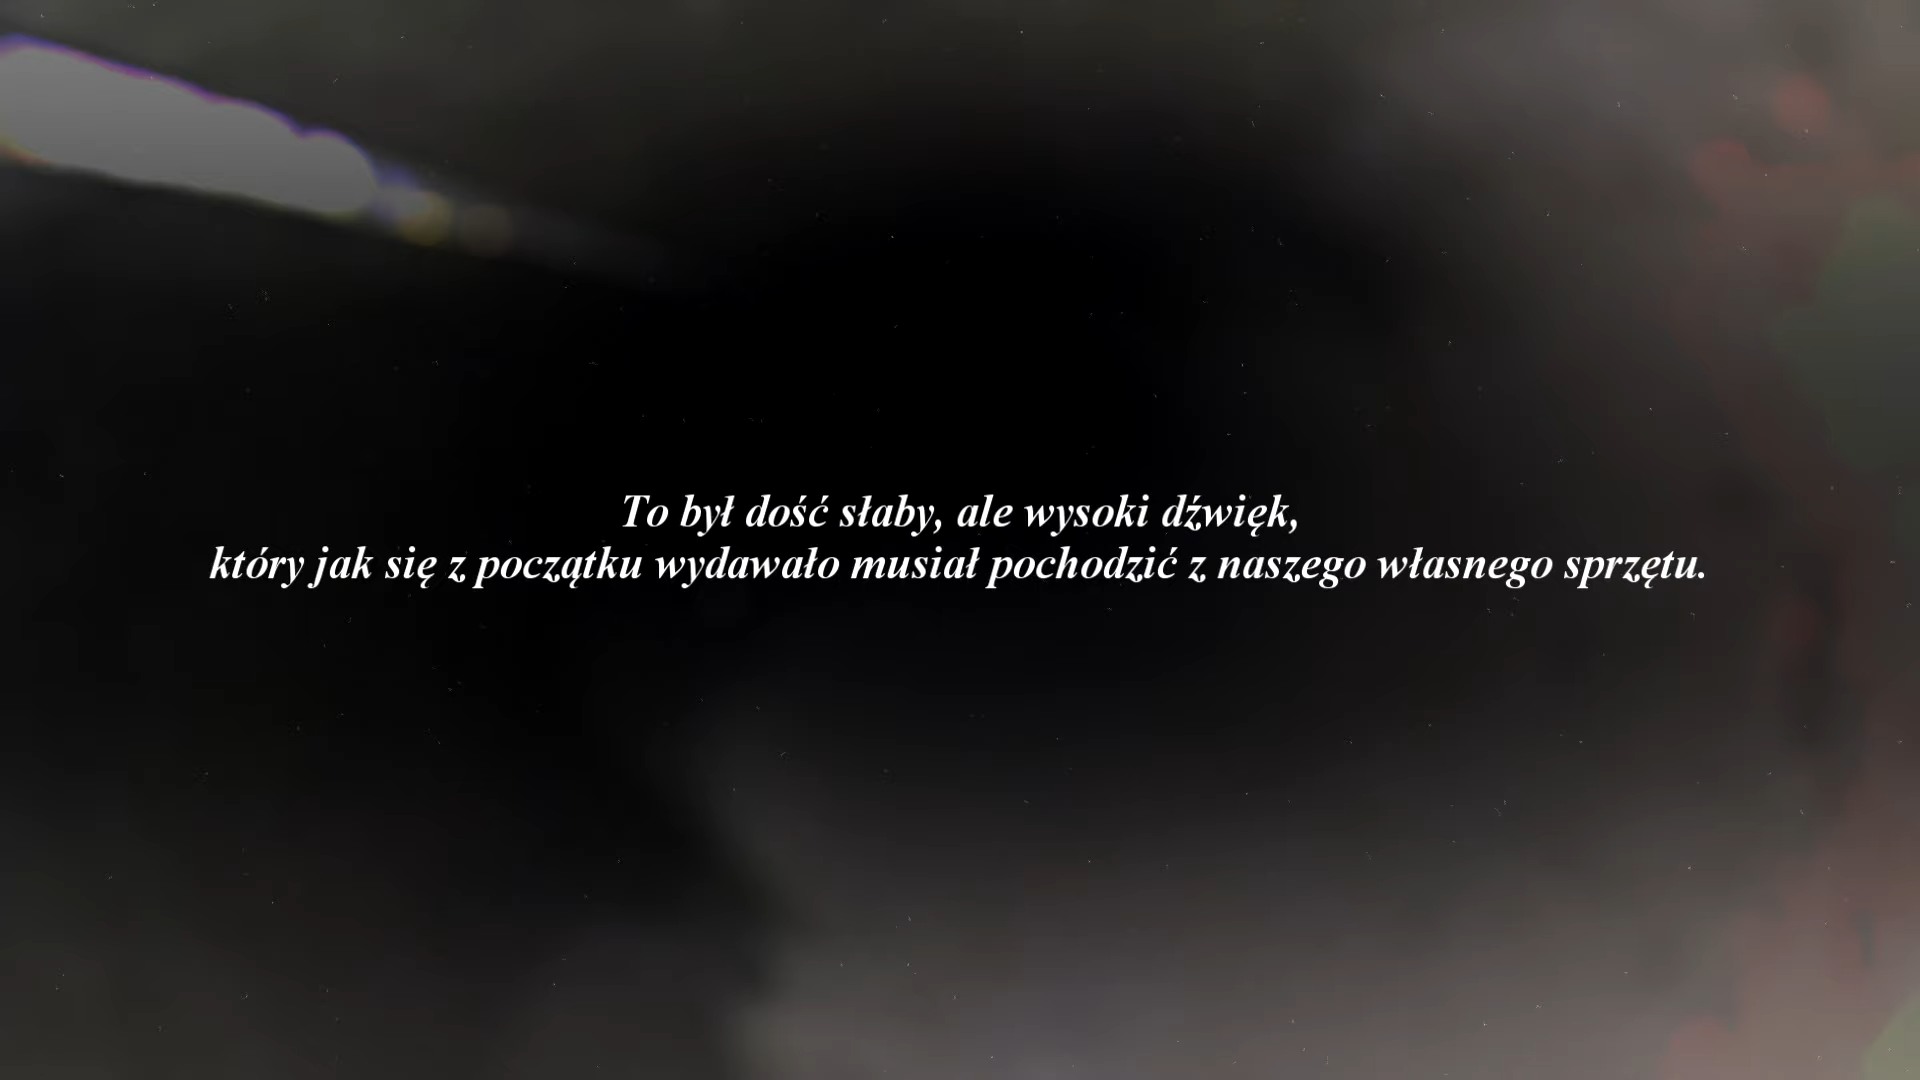 To był dość słaby, ale wysoki dźwięk,
który jak się z początku wydawało musiał pochodzić z naszego własnego sprzętu.